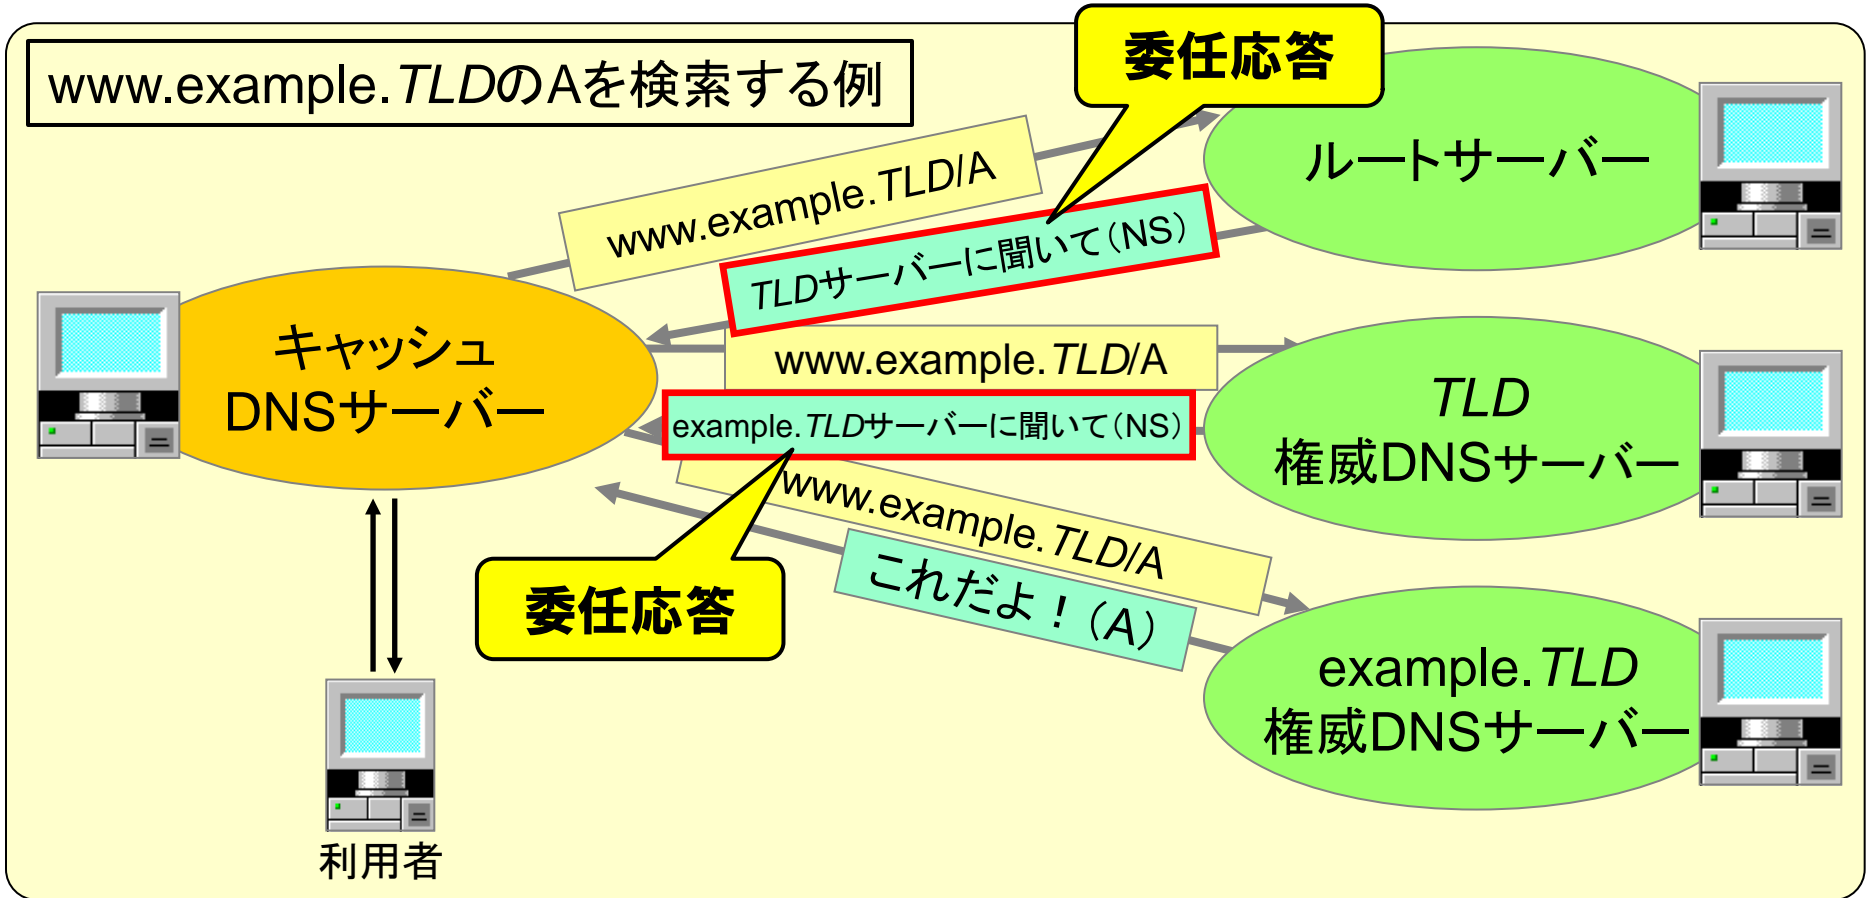 www.example.TLDのAを検索する例
委任応答
ルートサーバー
www.example.TLD/A
TLDサーバーに聞いて（NS）
キャッシュ
DNSサーバー
www.example.TLD/A
example.TLDサーバーに聞いて（NS）
TLD
権威DNSサーバー
www.example.TLD/A
これだよ！（A）
委任応答
example.TLD
権威DNSサーバー
利用者